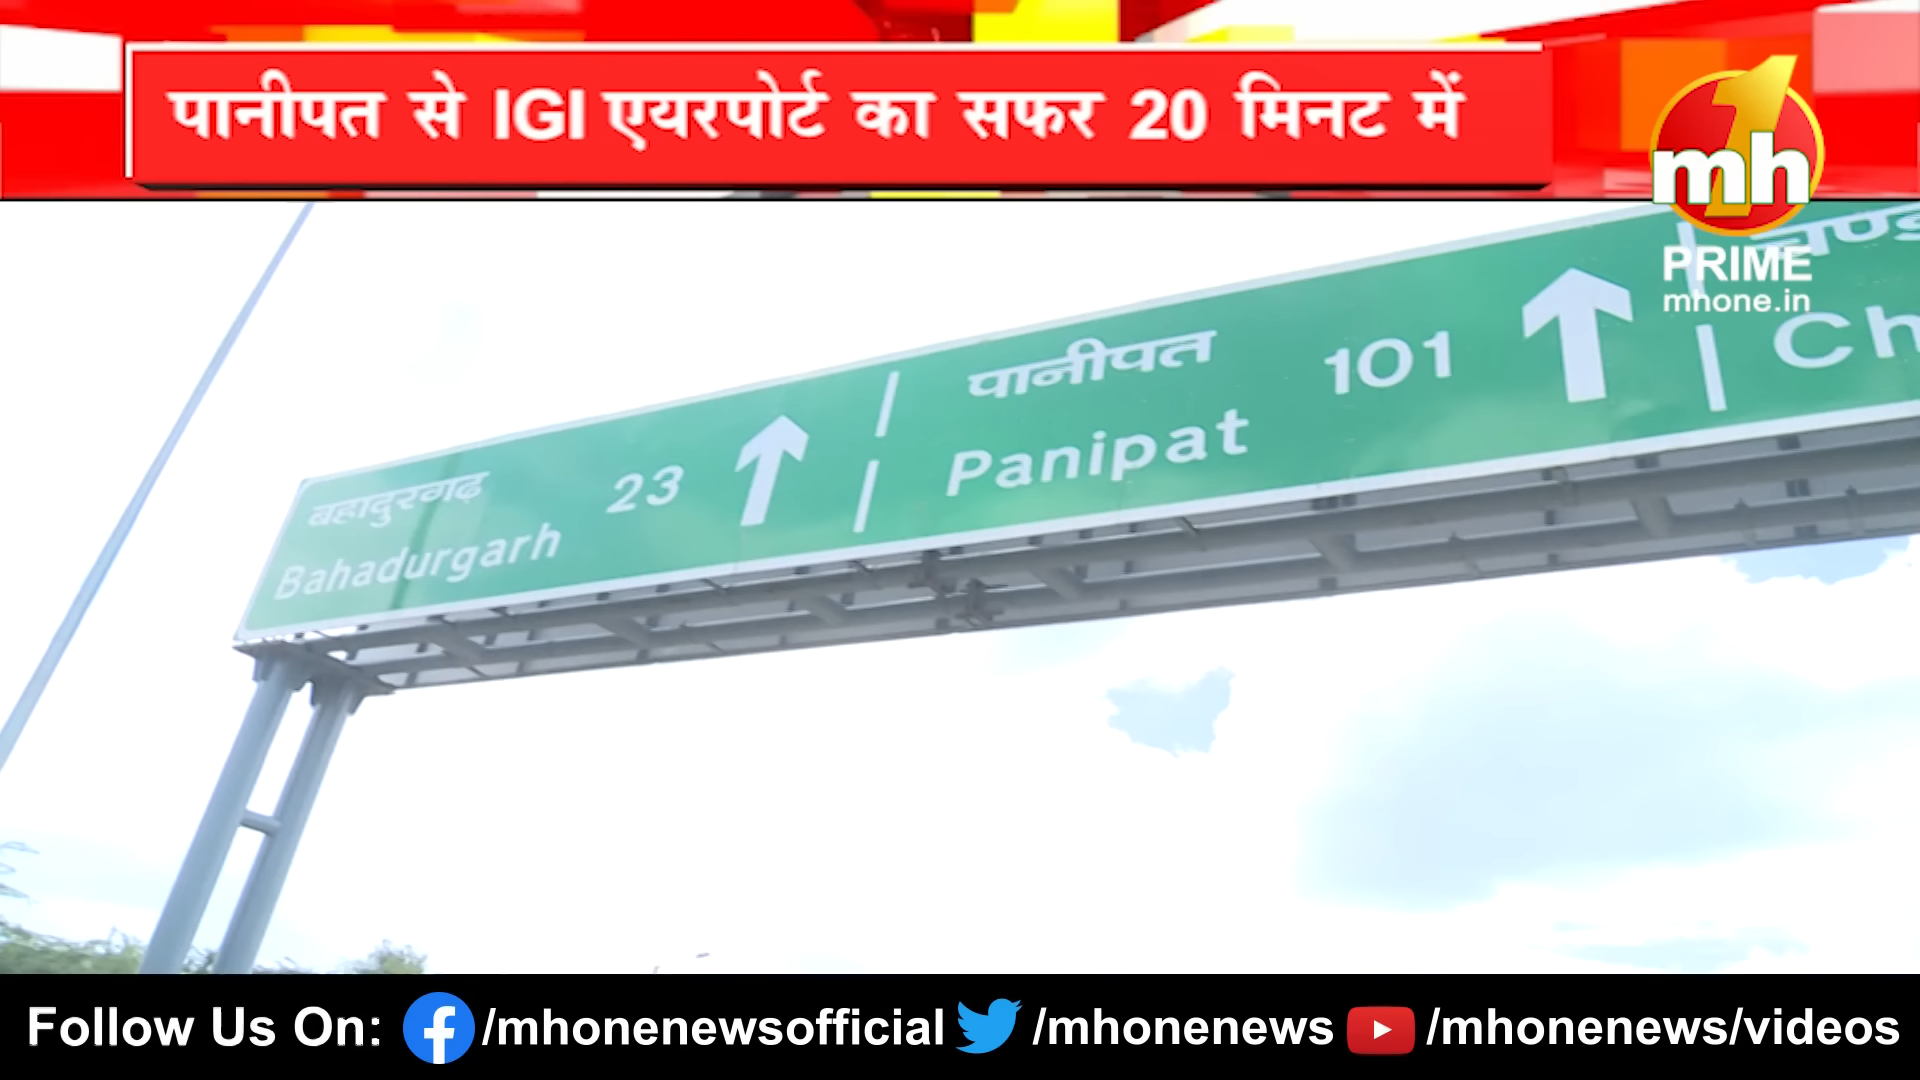 पानीपत से IGI एयरपोर्ट का सफर 20 मिनट में
1
mh
PRIME
mhone.in
बहादुरगढ़ 23
Bahadurgarh
पानीपत 101
Panipat
Follow Us On: /mhonenewsofficial /mhonenews /mhonenews/videos